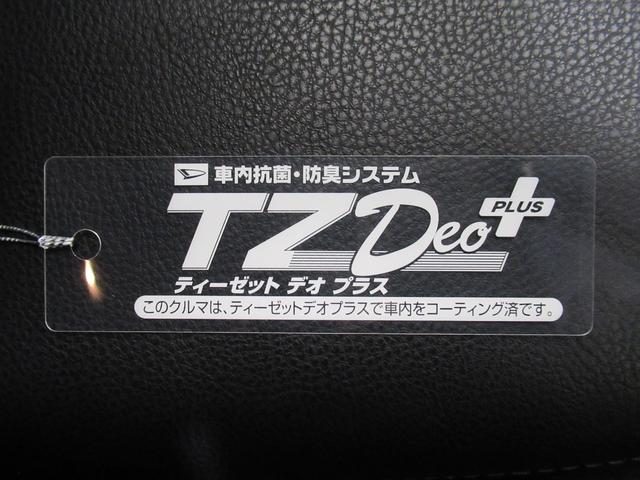 車内抗菌・防臭システム
TZ Deo PLUS
ティーゼット デオ プラス
このクルマは、ティーゼットデオプラスで車内をコーティング済です。